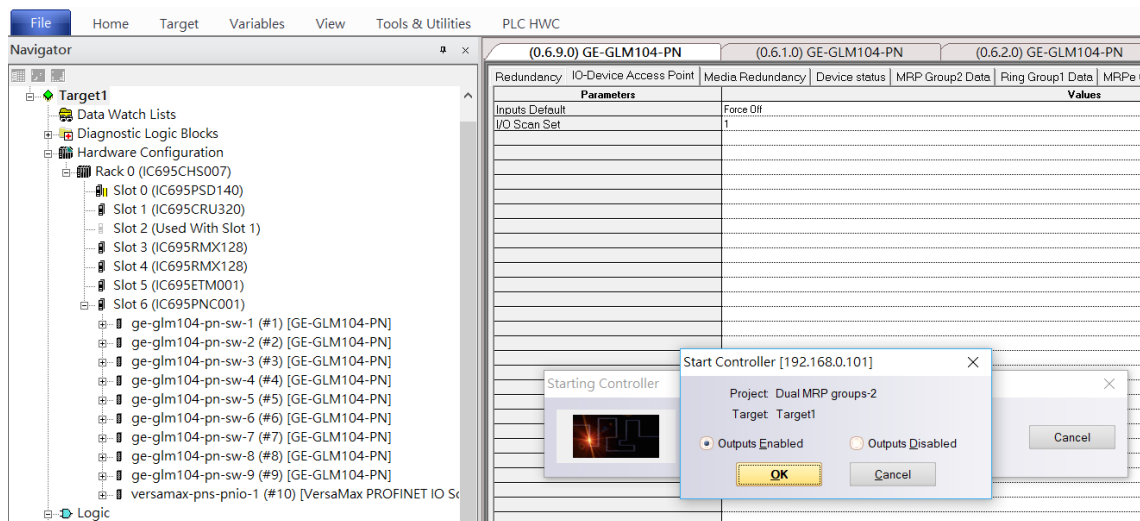 File Home Target Variables View Tools & Utilities PLC HWC
Navigator
(0.6.9.0) GE-GLM104-PN (0.6.1.0) GE-GLM104-PN (0.6.2.0) GE-GLM104-PN
Redundancy IO-Device Access Point Media Redundancy Device status MRP Group2 Data Ring Group1 Data MRPe
Parameters Values
Inputs Default Force Off
I/O Scan Set 1
Target1
Data Watch Lists
Diagnostic Logic Blocks
Hardware Configuration
Rack 0 (IC695CHS007)
Slot 0 (IC695PSD140)
Slot 1 (IC695CRU320)
Slot 2 (Used With Slot 1)
Slot 3 (IC695RMX128)
Slot 4 (IC695RMX128)
Slot 5 (IC695ETM001)
Slot 6 (IC695PNC001)
ge-glm104-pn-sw-1 (#1) [GE-GLM104-PN]
ge-glm104-pn-sw-2 (#2) [GE-GLM104-PN]
ge-glm104-pn-sw-3 (#3) [GE-GLM104-PN]
ge-glm104-pn-sw-4 (#4) [GE-GLM104-PN]
ge-glm104-pn-sw-5 (#5) [GE-GLM104-PN]
ge-glm104-pn-sw-6 (#6) [GE-GLM104-PN]
ge-glm104-pn-sw-7 (#7) [GE-GLM104-PN]
ge-glm104-pn-sw-8 (#8) [GE-GLM104-PN]
ge-glm104-pn-sw-9 (#9) [GE-GLM104-PN]
versamax-pns-pnio-1 (#10) [VersaMax PROFINET IO Sc
Logic
Starting Controller
Cancel
Start Controller [192.168.0.101]
Project Dual MRP groups-2
Target Target1
Outputs Enabled Outputs Disabled
OK Cancel